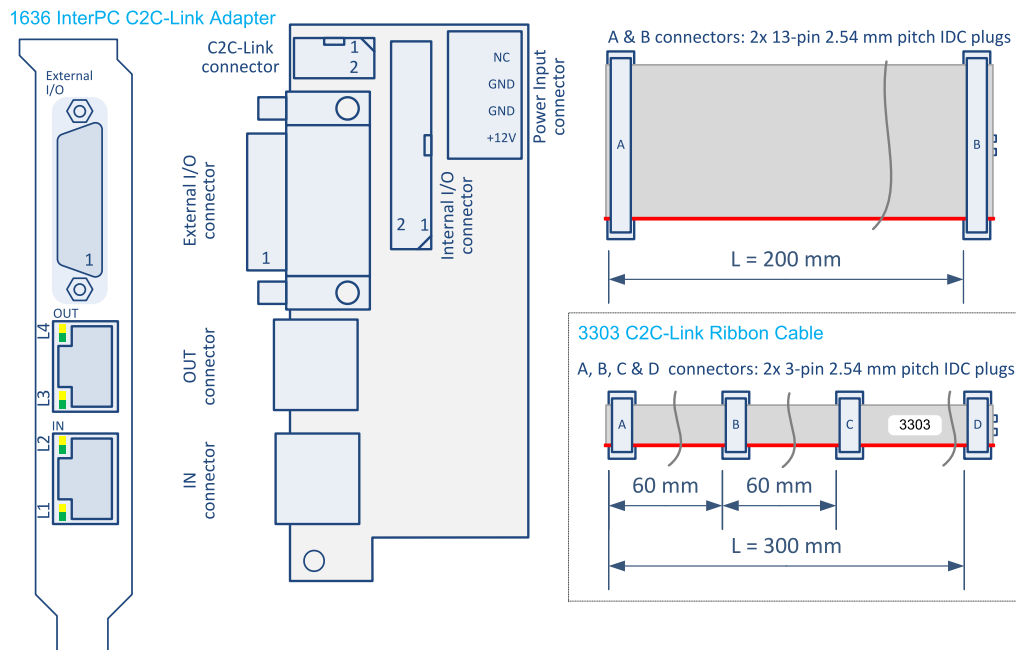 1636 InterPC C2C-Link Adapter
External
I/O
1
OUT
L4
L3
IN
L2
L1
C2C-Link
connector
1
2
External I/O
connector
1
2 1
Internal I/O
connector
NC
GND
GND
+12V
Power Input
connector
OUT
connector
IN
connector
A & B connectors: 2x 13-pin 2.54 mm pitch IDC plugs
A
B
L = 200 mm
3303 C2C-Link Ribbon Cable
A, B, C & D connectors: 2x 3-pin 2.54 mm pitch IDC plugs
A
B
C
3303
D
60 mm
60 mm
L = 300 mm